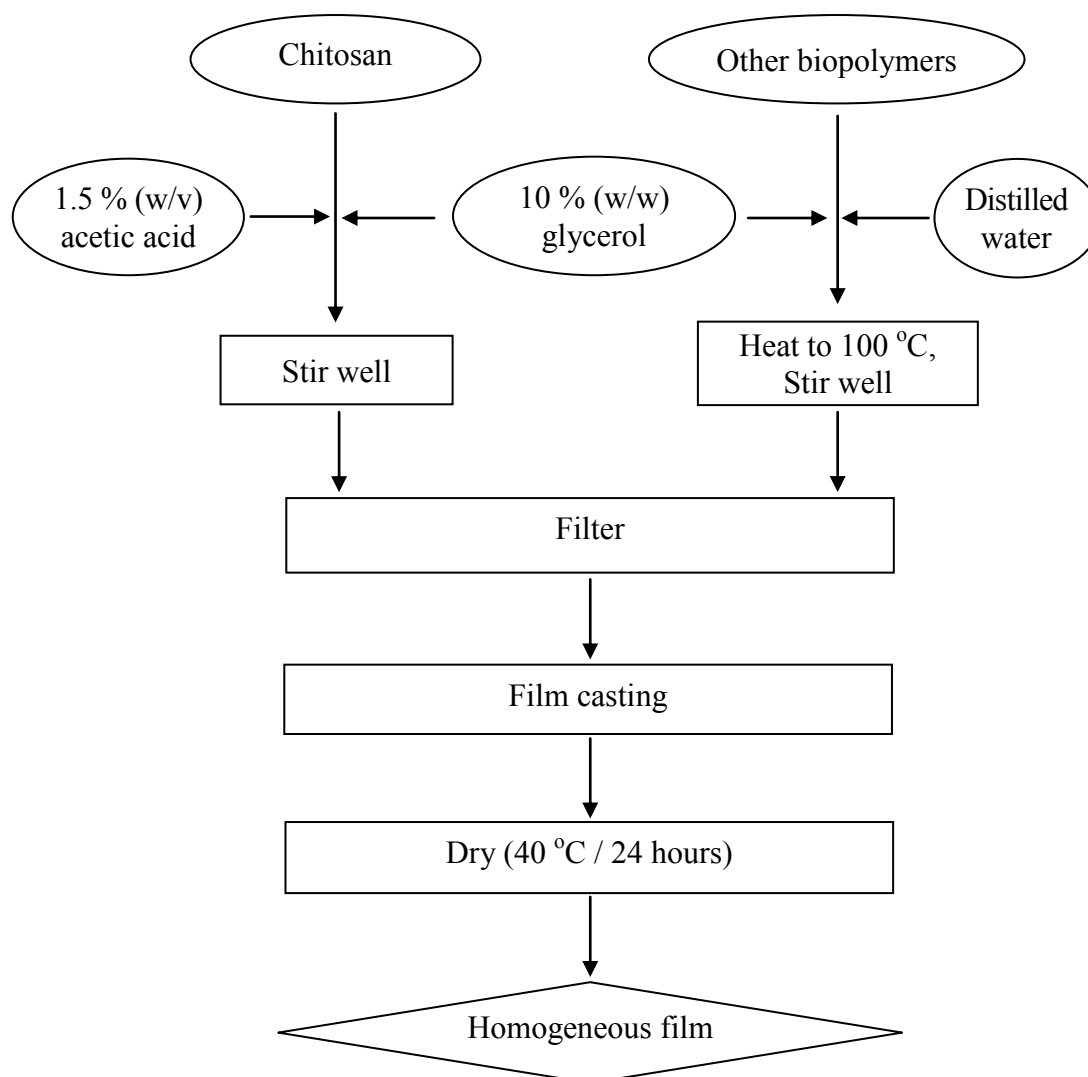 Chitosan
Other biopolymers
1.5 % (w/v)
acetic acid
10 % (w/w)
glycerol
Distilled
water
Stir well
Heat to 100 °C,
Stir well
Filter
Film casting
Dry (40 °C / 24 hours)
Homogeneous film